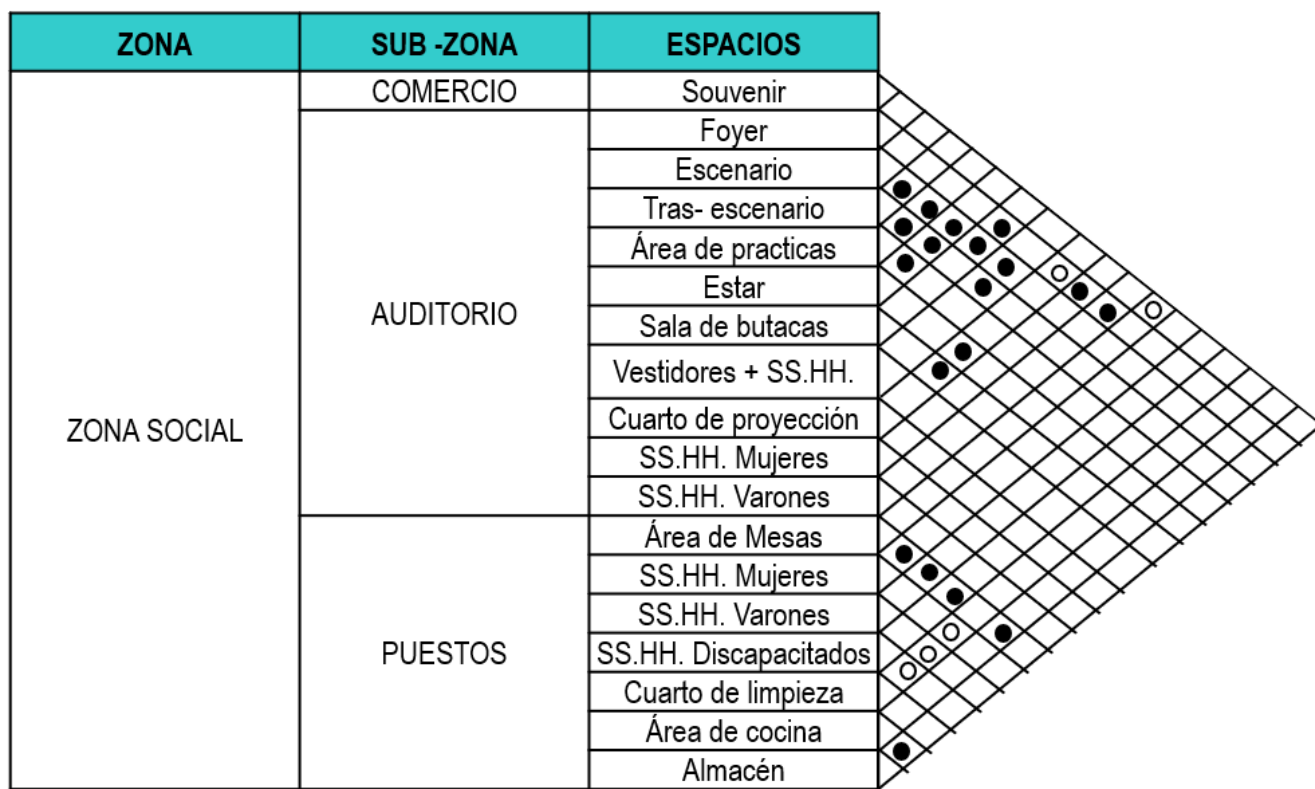 ZONA
SUB -ZONA
ESPACIOS
ZONA SOCIAL
COMERCIO
Souvenir
AUDITORIO
Foyer
Escenario
Tras- escenario
Área de practicas
Estar
Sala de butacas
Vestidores + SS.HH.
Cuarto de proyección
SS.HH. Mujeres
SS.HH. Varones
PUESTOS
Área de Mesas
SS.HH. Mujeres
SS.HH. Varones
SS.HH. Discapacitados
Cuarto de limpieza
Área de cocina
Almacén